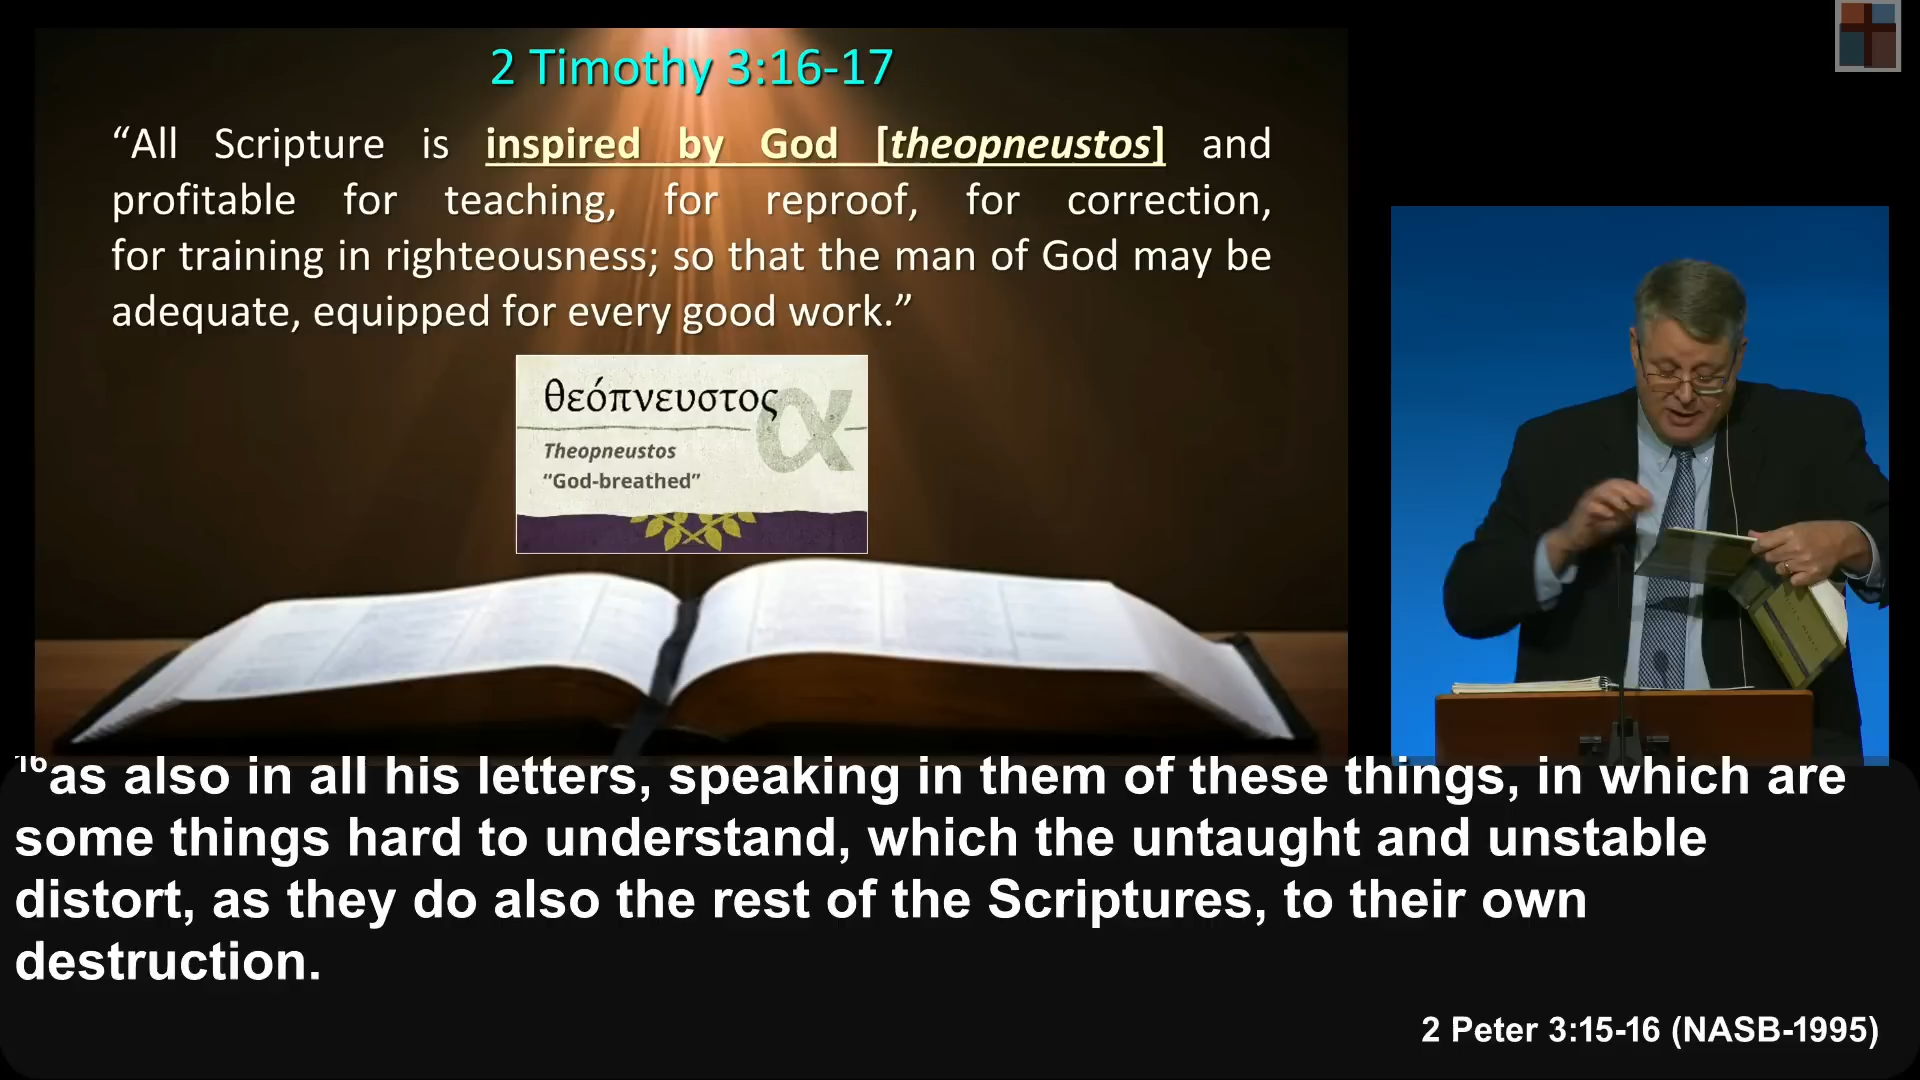 2 Timothy 3:16-17
“All Scripture is inspired by God [theopneustos] and
profitable for teaching, for reproof, for correction,
for training in righteousness; so that the man of God may be
adequate, equipped for every good work.”
θεόπνευστος
α
Theopneustos
“God-breathed”
16as also in all his letters, speaking in them of these things, in which are
some things hard to understand, which the untaught and unstable
distort, as they do also the rest of the Scriptures, to their own
destruction.
2 Peter 3:15-16 (NASB-1995)